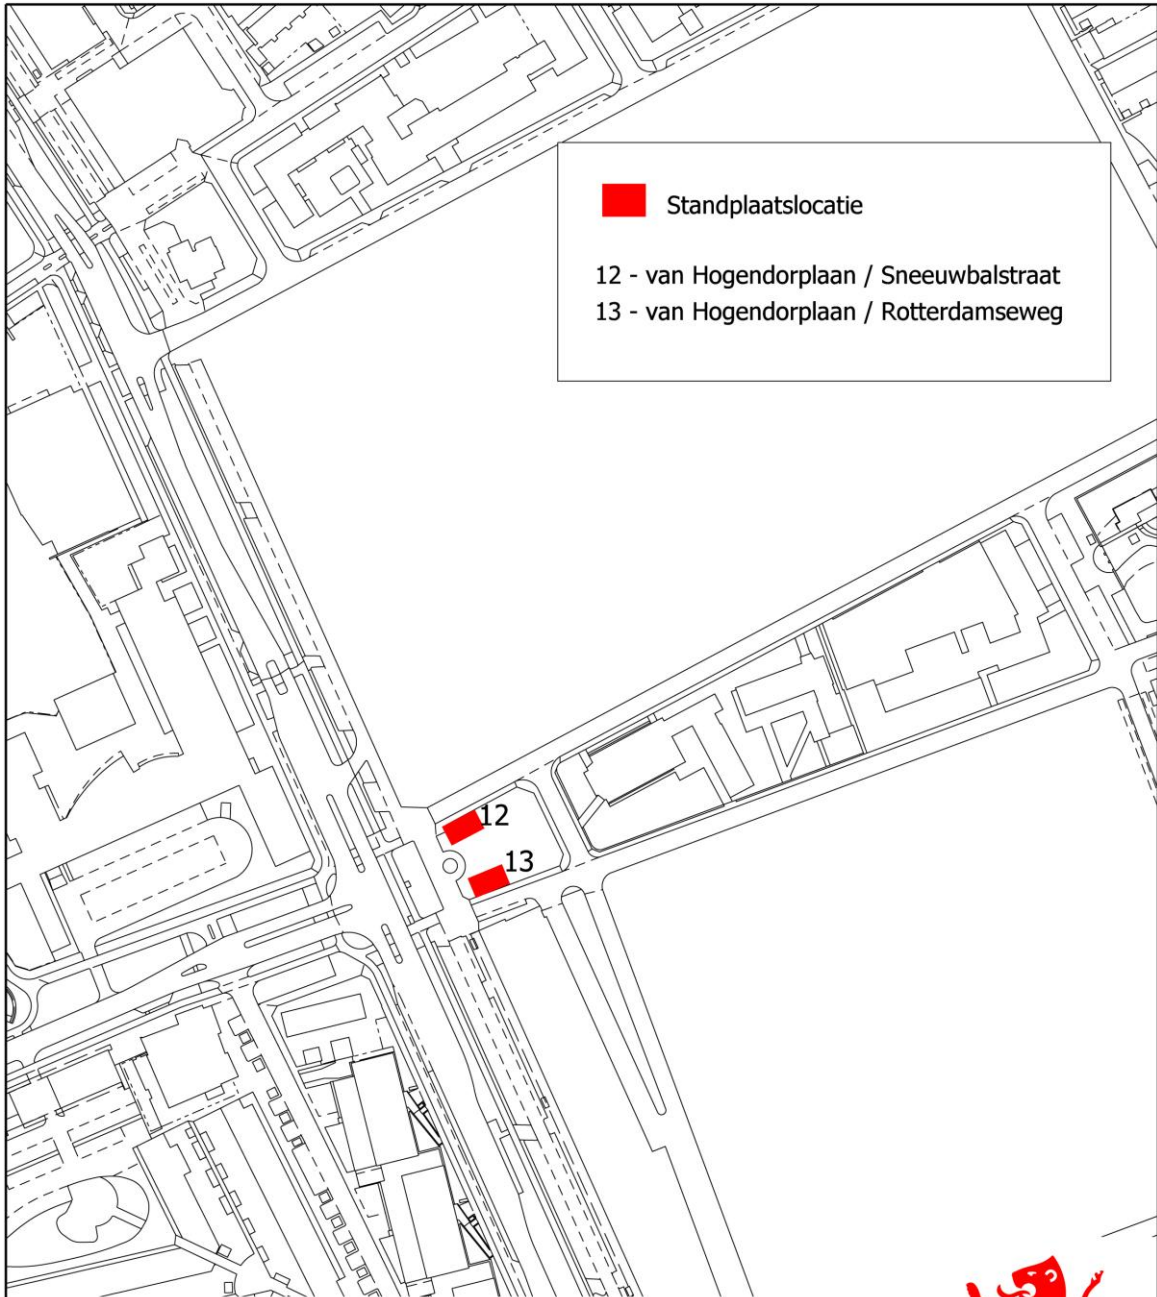 Standplaatslocatie
12 - van Hogendorplaan / Sneeuwbalstraat
13 - van Hogendorplaan / Rotterdamseweg
12
13